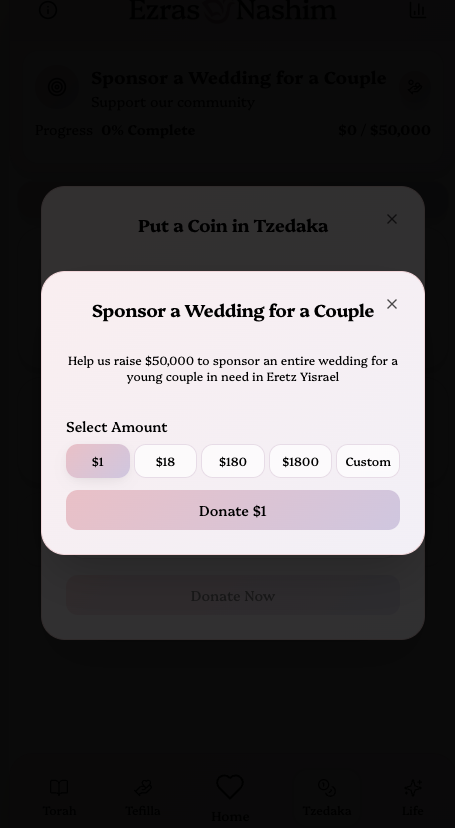 Ezras Nashim
Sponsor a Wedding for a Couple
Support our community
Progress 0% Complete $0 / $50,000
Put a Coin in Tzedaka
Sponsor a Wedding for a Couple
Help us raise $50,000 to sponsor an entire wedding for a
young couple in need in Eretz Yisrael
Select Amount
$1 $18 $180 $1800 Custom
Donate $1
Donate Now
Torah Tefilla Home Tzedaka Life